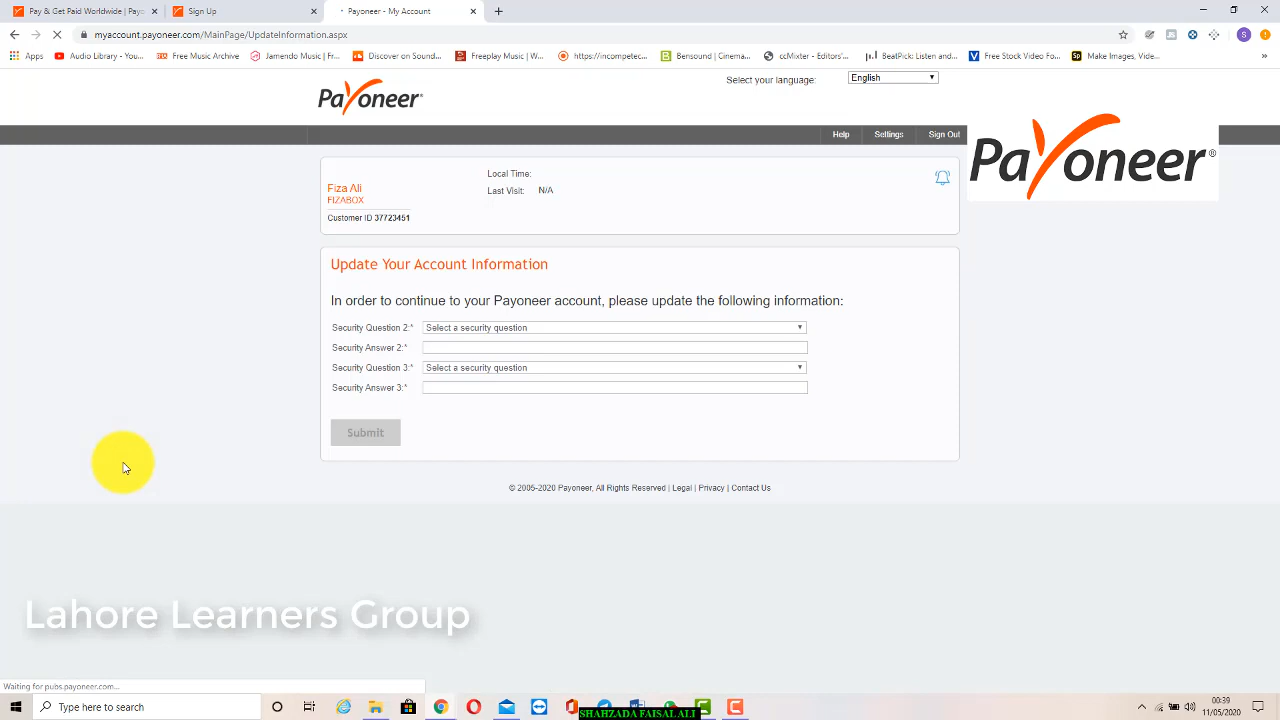 Pay & Get Paid Worldwide | Payo
Sign Up
Payoneer - My Account
myaccount.payoneer.com/MainPage/UpdateInformation.aspx
Apps
Audio Library - You...
Free Music Archive
Jamendo Music | Fr...
Discover on Sound...
Freeplay Music | W...
https://incompetec...
Bensound | Cinema...
ccMixter - Editors'...
BeatPick: Listen and...
Free Stock Video Fo...
Make Images, Vide...
»
Payoneer
Select your language:
English
Help
Settings
Sign Out
Payoneer®
Fiza Ali
FIZABOX
Customer ID 37723451
Local Time:
Last Visit: N/A
Update Your Account Information
In order to continue to your Payoneer account, please update the following information:
Security Question 2:* Select a security question
Security Answer 2:*
Security Question 3:* Select a security question
Security Answer 3:*
Submit
© 2005-2020 Payoneer, All Rights Reserved | Legal | Privacy | Contact Us
Lahore Learners Group
Waiting for pubs.payoneer.com...
Type here to search
SHAHZADA FAISAL ALI
00:39
11/05/2020